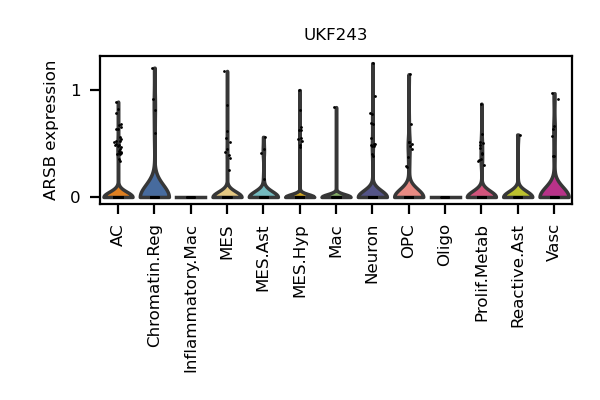 UKF243
ARSB expression
1
0
AC
Chromatin.Reg
Inflammatory.Mac
MES
MES.Ast
MES.Hyp
Mac
Neuron
OPC
Oligo
Prolif.Metab
Reactive.Ast
Vasc